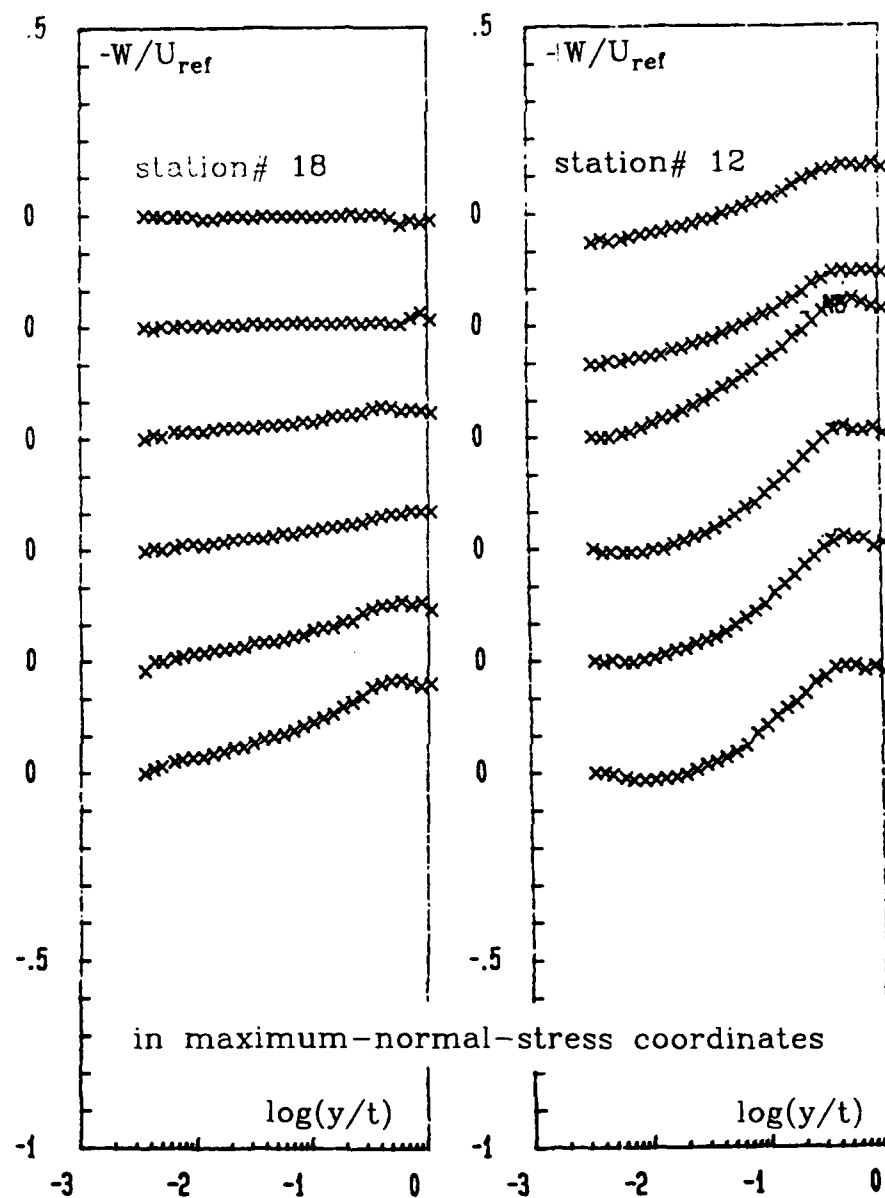 .5 .5
-W/U_ref -W/U_ref
station# 18 station# 12
0 0
0 0
0 0
0 0
0 0
0 0
-.5 -.5
in maximum-normal-stress coordinates
log(y/t) log(y/t)
-1 -1
-3 -2 -1 0 -3 -2 -1 0